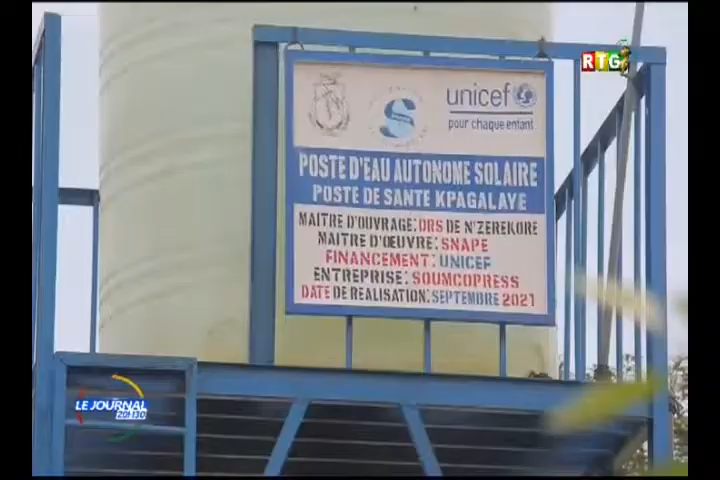 RTG
unicef
pour chaque enfant
POSTE D'EAU AUTONOME SOLAIRE
POSTE DE SANTE KPAGALAYE
MAITRE D'OUVRAGE: DRS DE N'ZEREKORE
MAITRE D'ŒUVRE: SNAPE
FINANCEMENT: UNICEF
ENTREPRISE: SOUMCOPRESS
DATE DE REALISATION: SEPTEMBRE 2021
LE JOURNAL
20H30